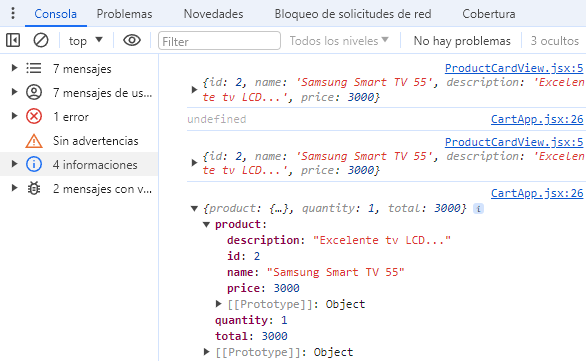 Consola Problemas Novedades Bloqueo de solicitudes de red Cobertura
top Filter Todos los niveles No hay problemas 3 ocultos
7 mensajes
7 mensajes de us...
1 error
Sin advertencias
4 informaciones
2 mensajes con v...
ProductCardView.jsx:5
{id: 2, name: 'Samsung Smart TV 55', description: 'Excelen
te tv LCD...', price: 3000}
undefined CartApp.jsx:26
ProductCardView.jsx:5
{id: 2, name: 'Samsung Smart TV 55', description: 'Excelen
te tv LCD...', price: 3000}
CartApp.jsx:26
{product: {…}, quantity: 1, total: 3000} i
product:
description: "Excelente tv LCD..."
id: 2
name: "Samsung Smart TV 55"
price: 3000
[[Prototype]]: Object
quantity: 1
total: 3000
[[Prototype]]: Object